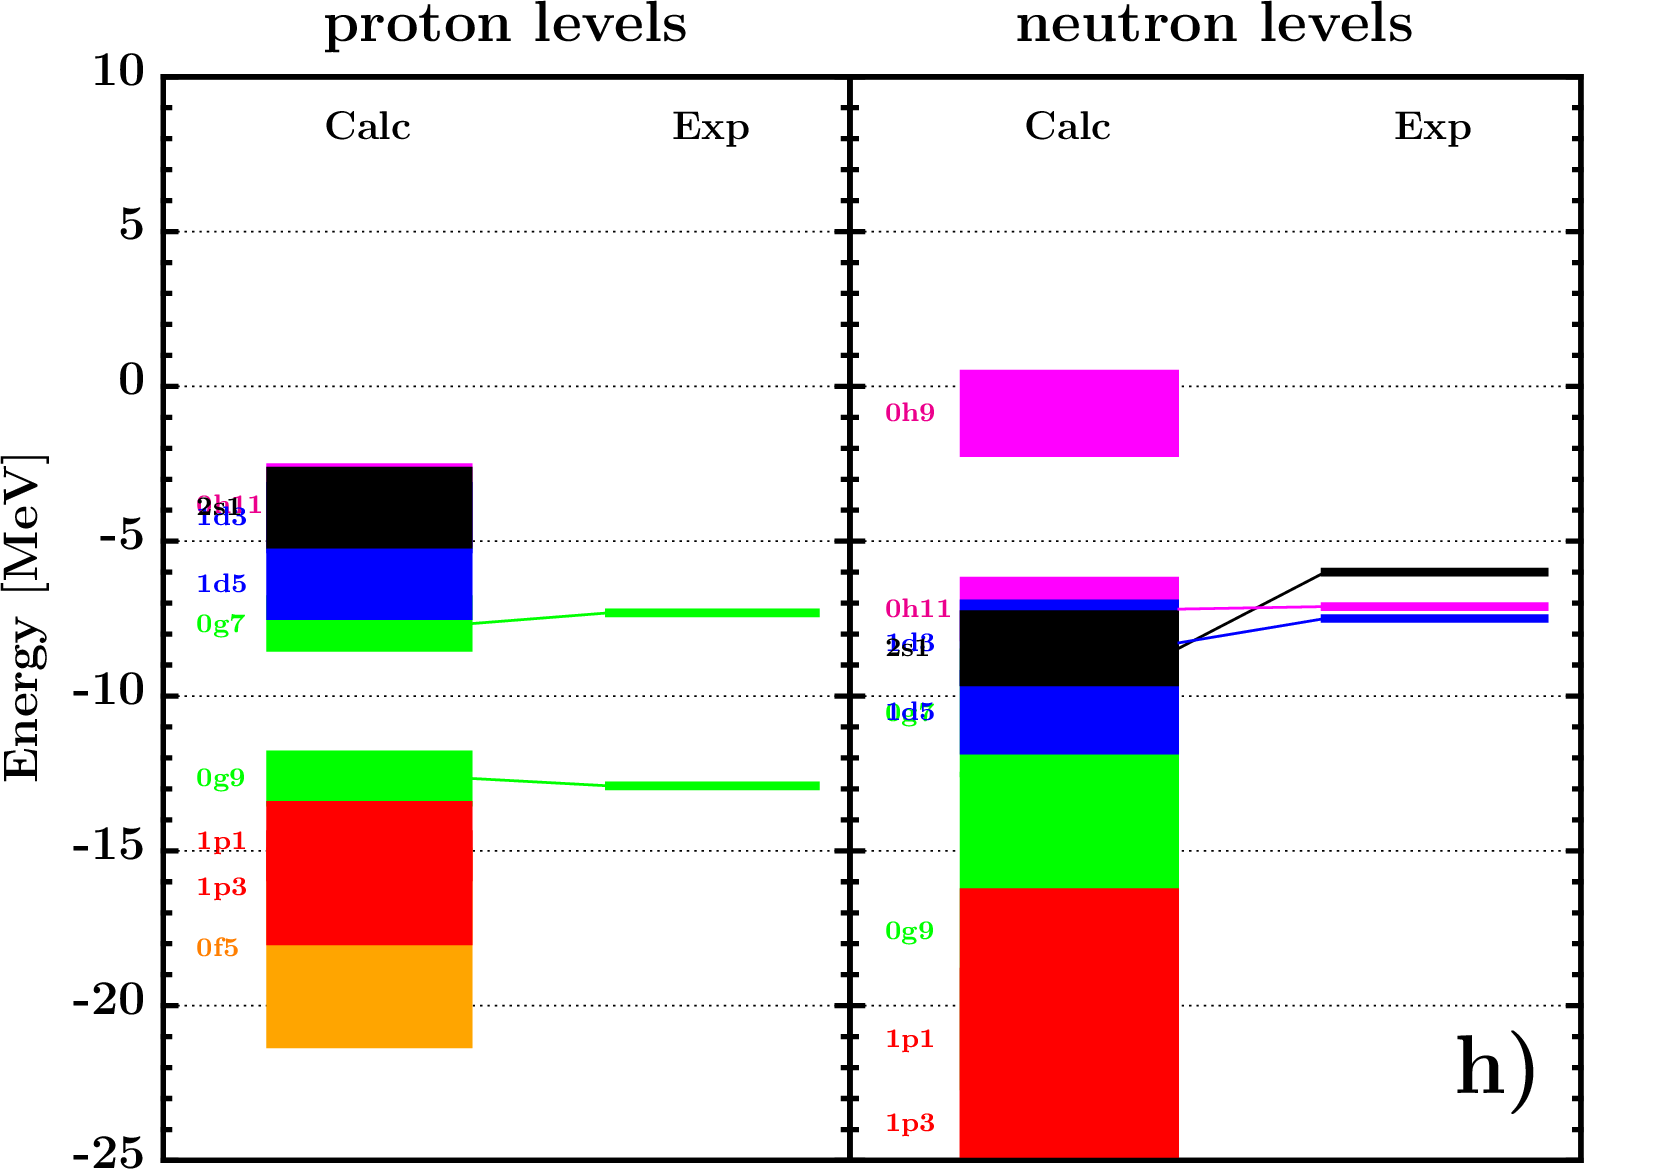 proton levels
neutron levels
10
5
0
-5
-10
-15
-20
-25
Energy [MeV]
Calc
Exp
Calc
Exp
0h11
2s1
1d3
1d5
0g7
0g9
1p1
1p3
0f5
0h9
0h11
1d3
2s1
0g7
1d5
0g9
1p1
1p3
h)